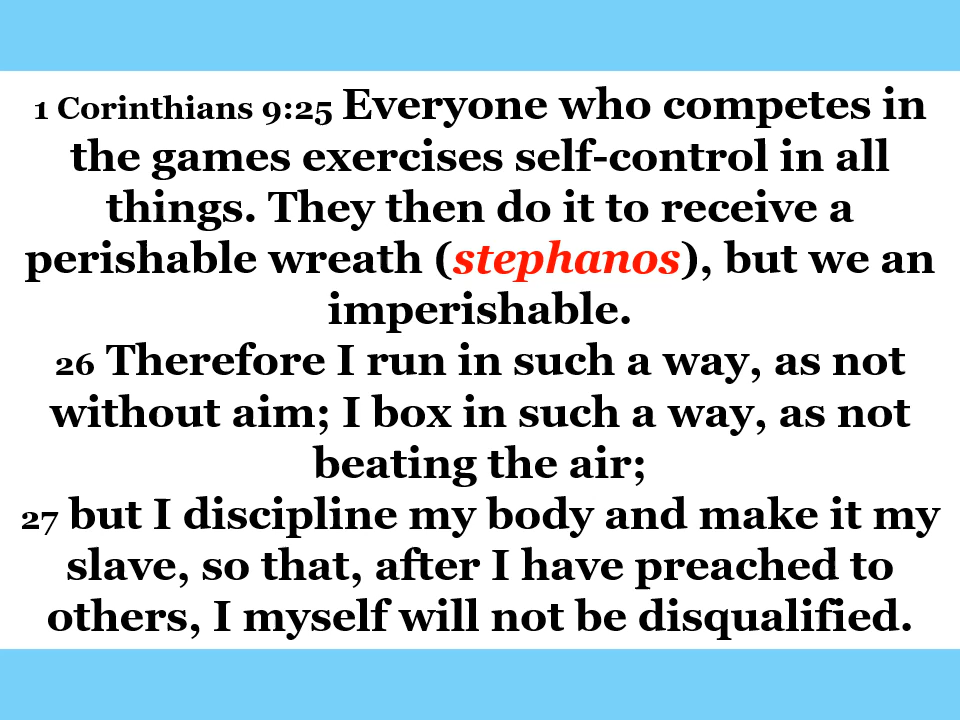 1 Corinthians 9:25 Everyone who competes in
the games exercises self-control in all
things. They then do it to receive a
perishable wreath (stephanos), but we an
imperishable.
26 Therefore I run in such a way, as not
without aim; I box in such a way, as not
beating the air;
27 but I discipline my body and make it my
slave, so that, after I have preached to
others, I myself will not be disqualified.